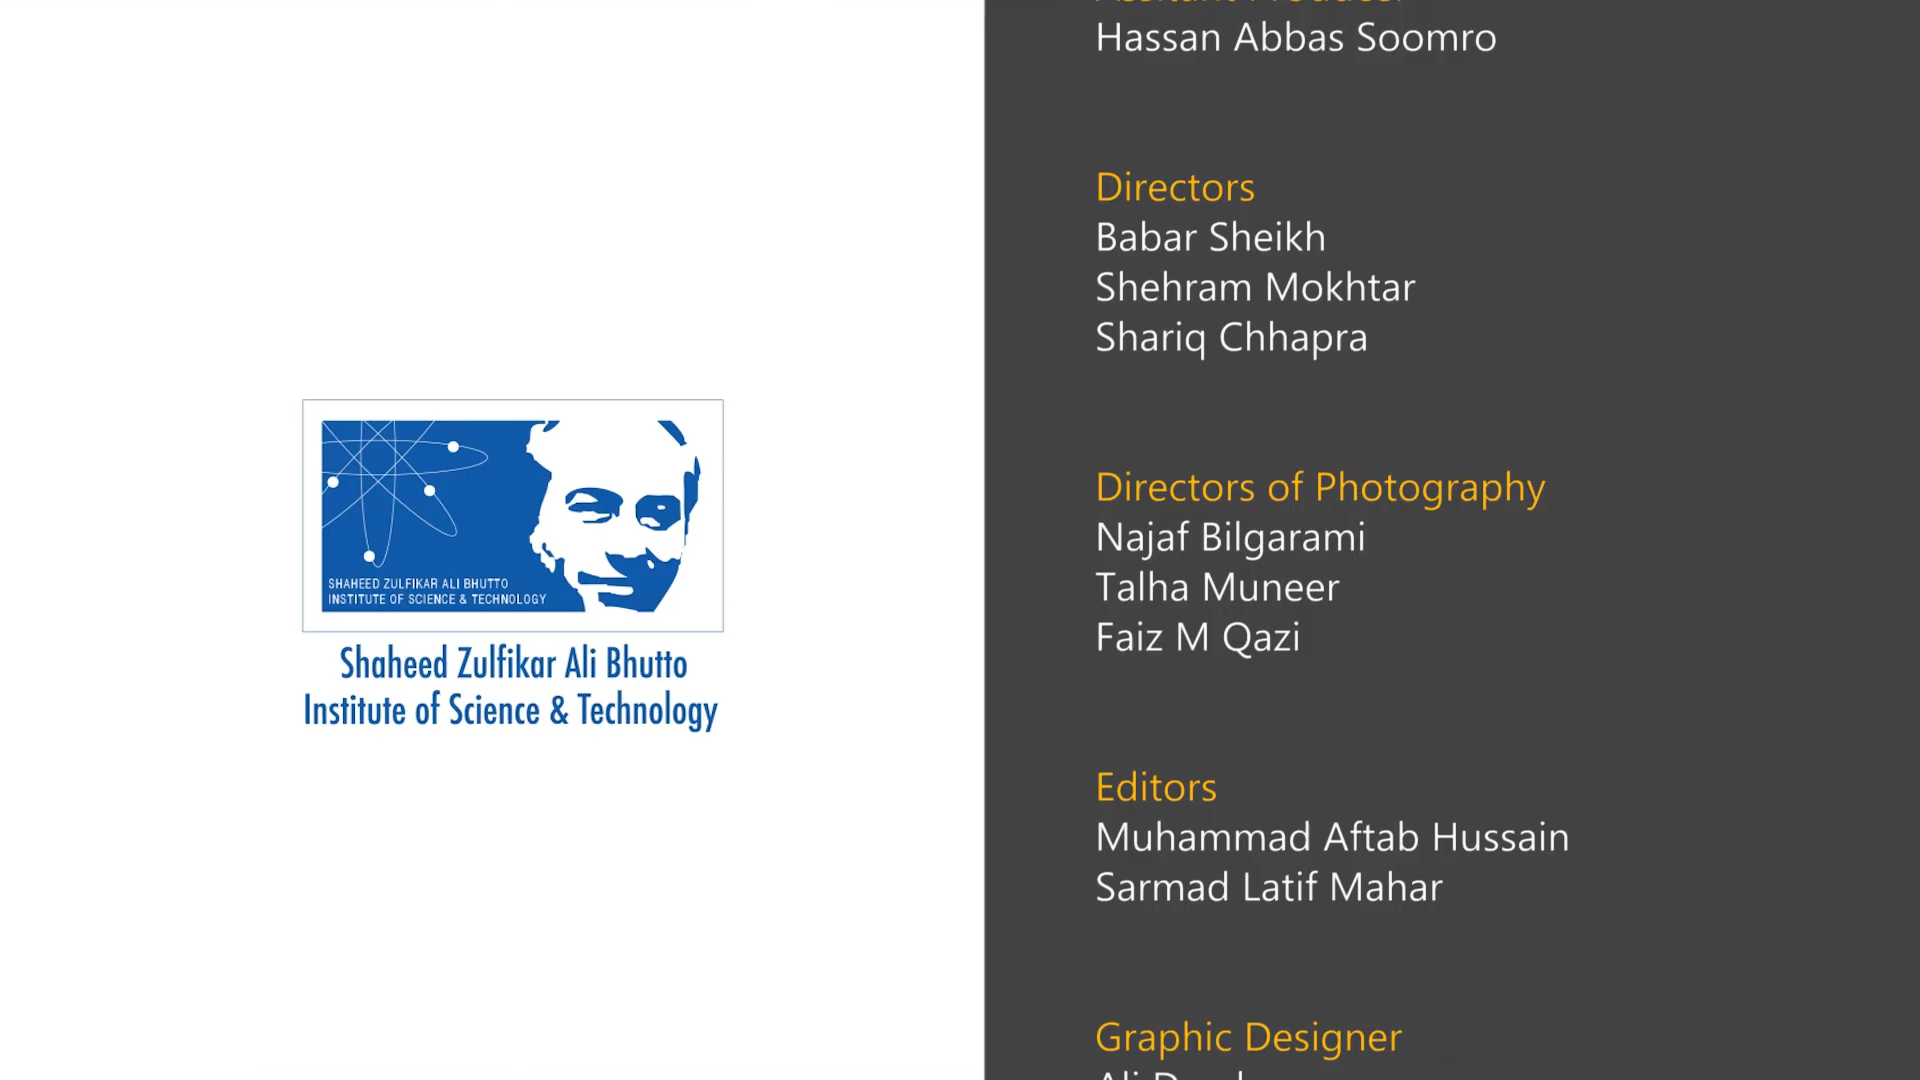 SHAHEED ZULFIKAR ALI BHUTTO
INSTITUTE OF SCIENCE & TECHNOLOGY
Shaheed Zulfikar Ali Bhutto
Institute of Science & Technology
Hassan Abbas Soomro
Directors
Babar Sheikh
Shehram Mokhtar
Shariq Chhapra
Directors of Photography
Najaf Bilgarami
Talha Muneer
Faiz M Qazi
Editors
Muhammad Aftab Hussain
Sarmad Latif Mahar
Graphic Designer